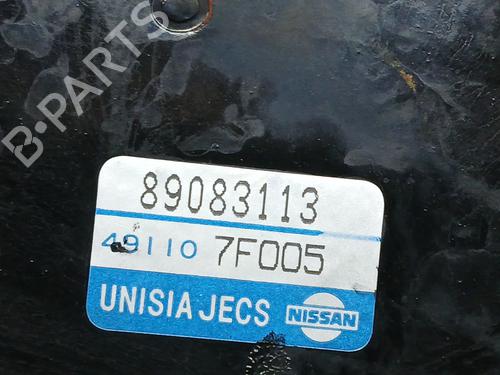 B-PARTS
89083113
49110 7F005
UNISIA JECS NISSAN